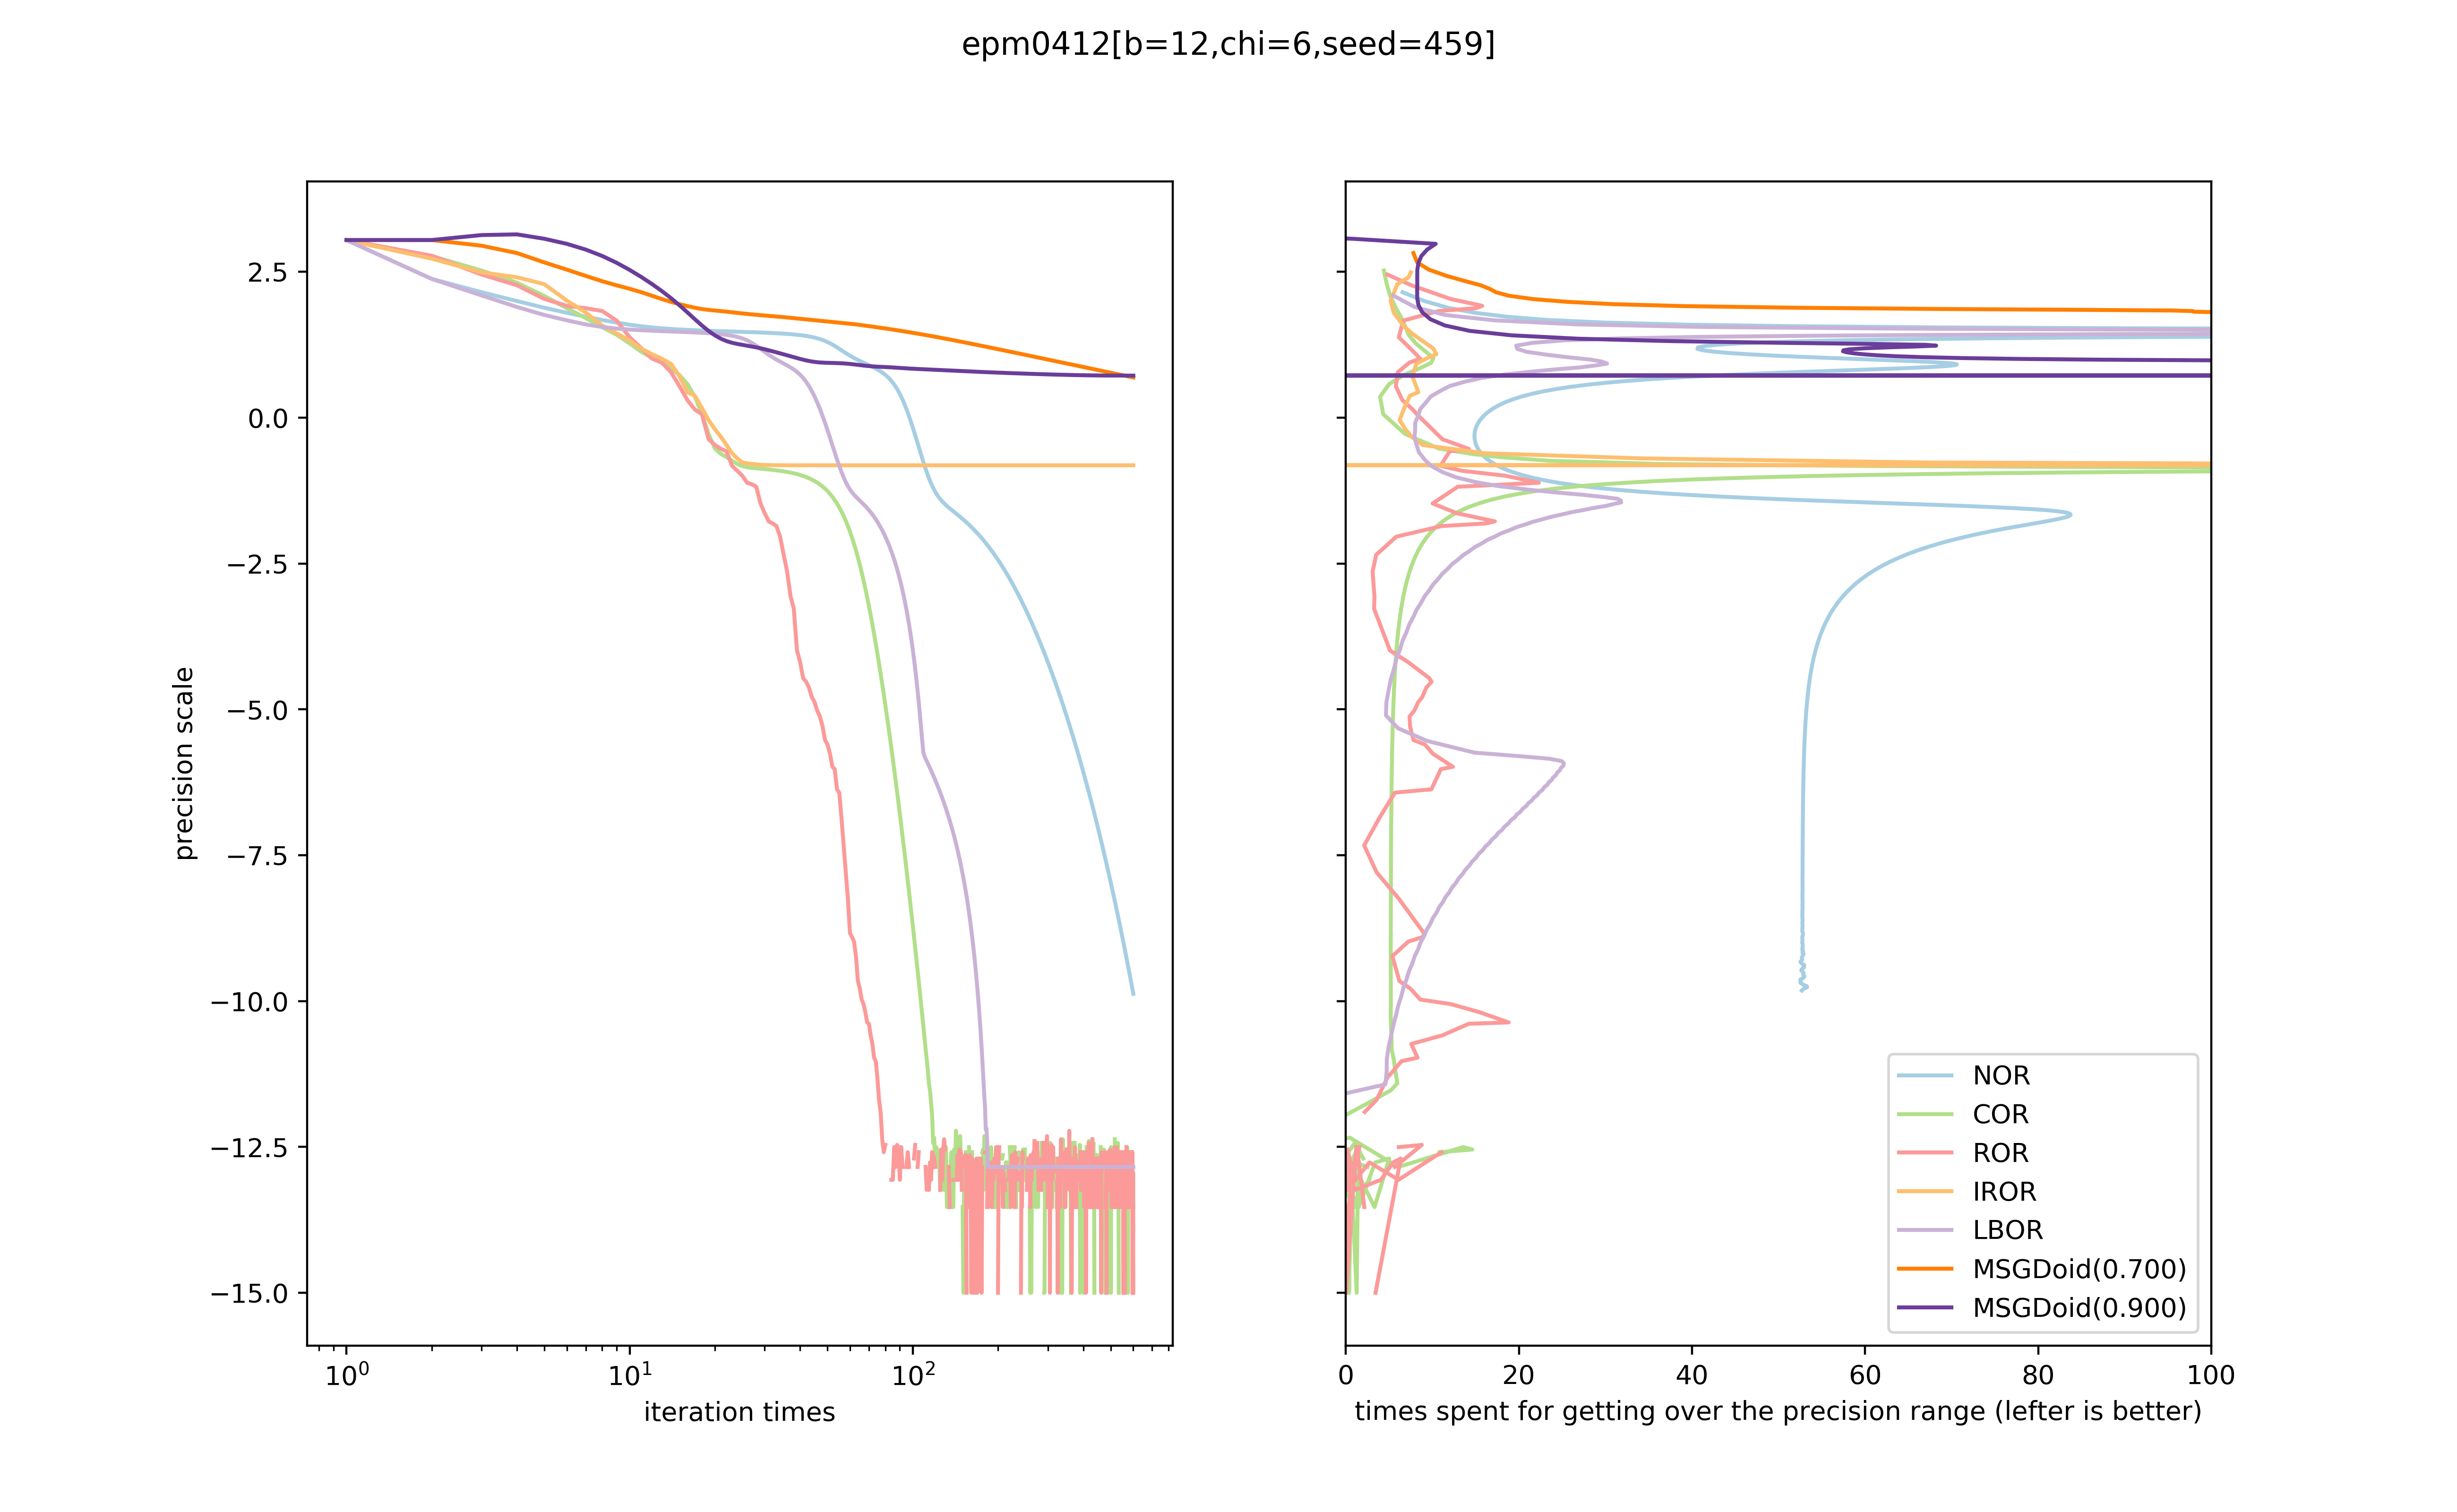 epm0412[b=12,chi=6,seed=459]
precision scale
2.5
0.0
−2.5
−5.0
−7.5
−10.0
−12.5
−15.0
10⁰ 10¹ 10²
iteration times
0 20 40 60 80 100
times spent for getting over the precision range (lefter is better)
NOR
COR
ROR
IROR
LBOR
MSGDoid(0.700)
MSGDoid(0.900)